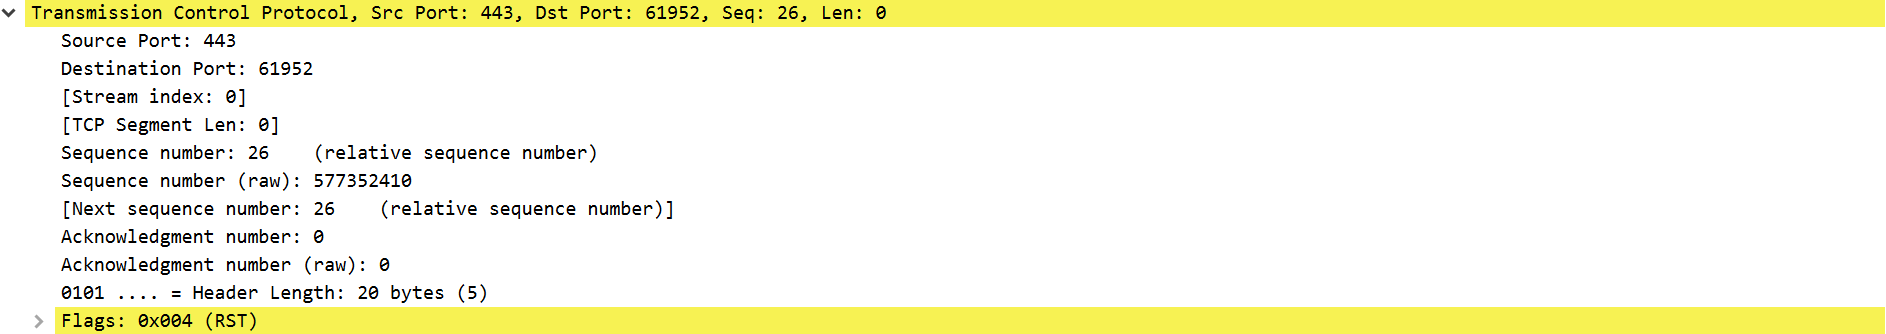 Transmission Control Protocol, Src Port: 443, Dst Port: 61952, Seq: 26, Len: 0
Source Port: 443
Destination Port: 61952
[Stream index: 0]
[TCP Segment Len: 0]
Sequence number: 26    (relative sequence number)
Sequence number (raw): 577352410
[Next sequence number: 26    (relative sequence number)]
Acknowledgment number: 0
Acknowledgment number (raw): 0
0101 .... = Header Length: 20 bytes (5)
Flags: 0x004 (RST)